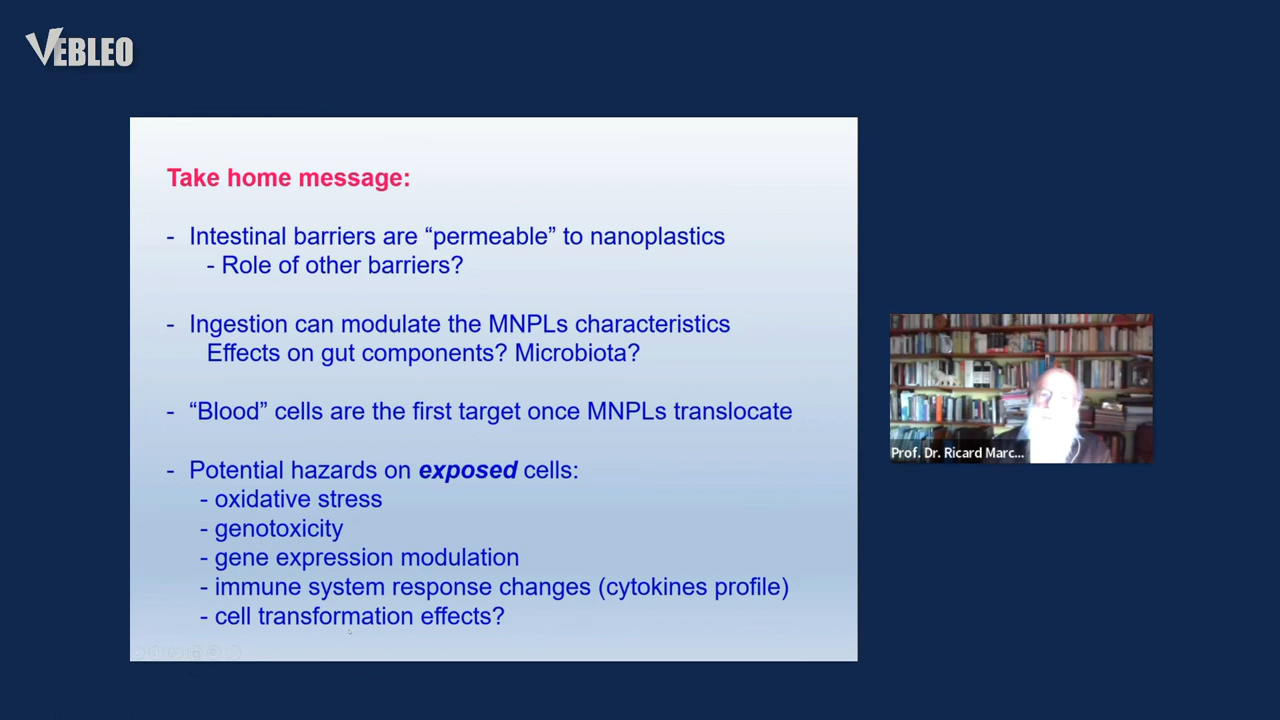 VEBLEO
Take home message:
- Intestinal barriers are “permeable” to nanoplastics
- Role of other barriers?
- Ingestion can modulate the MNPLs characteristics
Effects on gut components? Microbiota?
- “Blood” cells are the first target once MNPLs translocate
- Potential hazards on exposed cells:
- oxidative stress
- genotoxicity
- gene expression modulation
- immune system response changes (cytokines profile)
- cell transformation effects?
Prof. Dr. Ricard Marc...